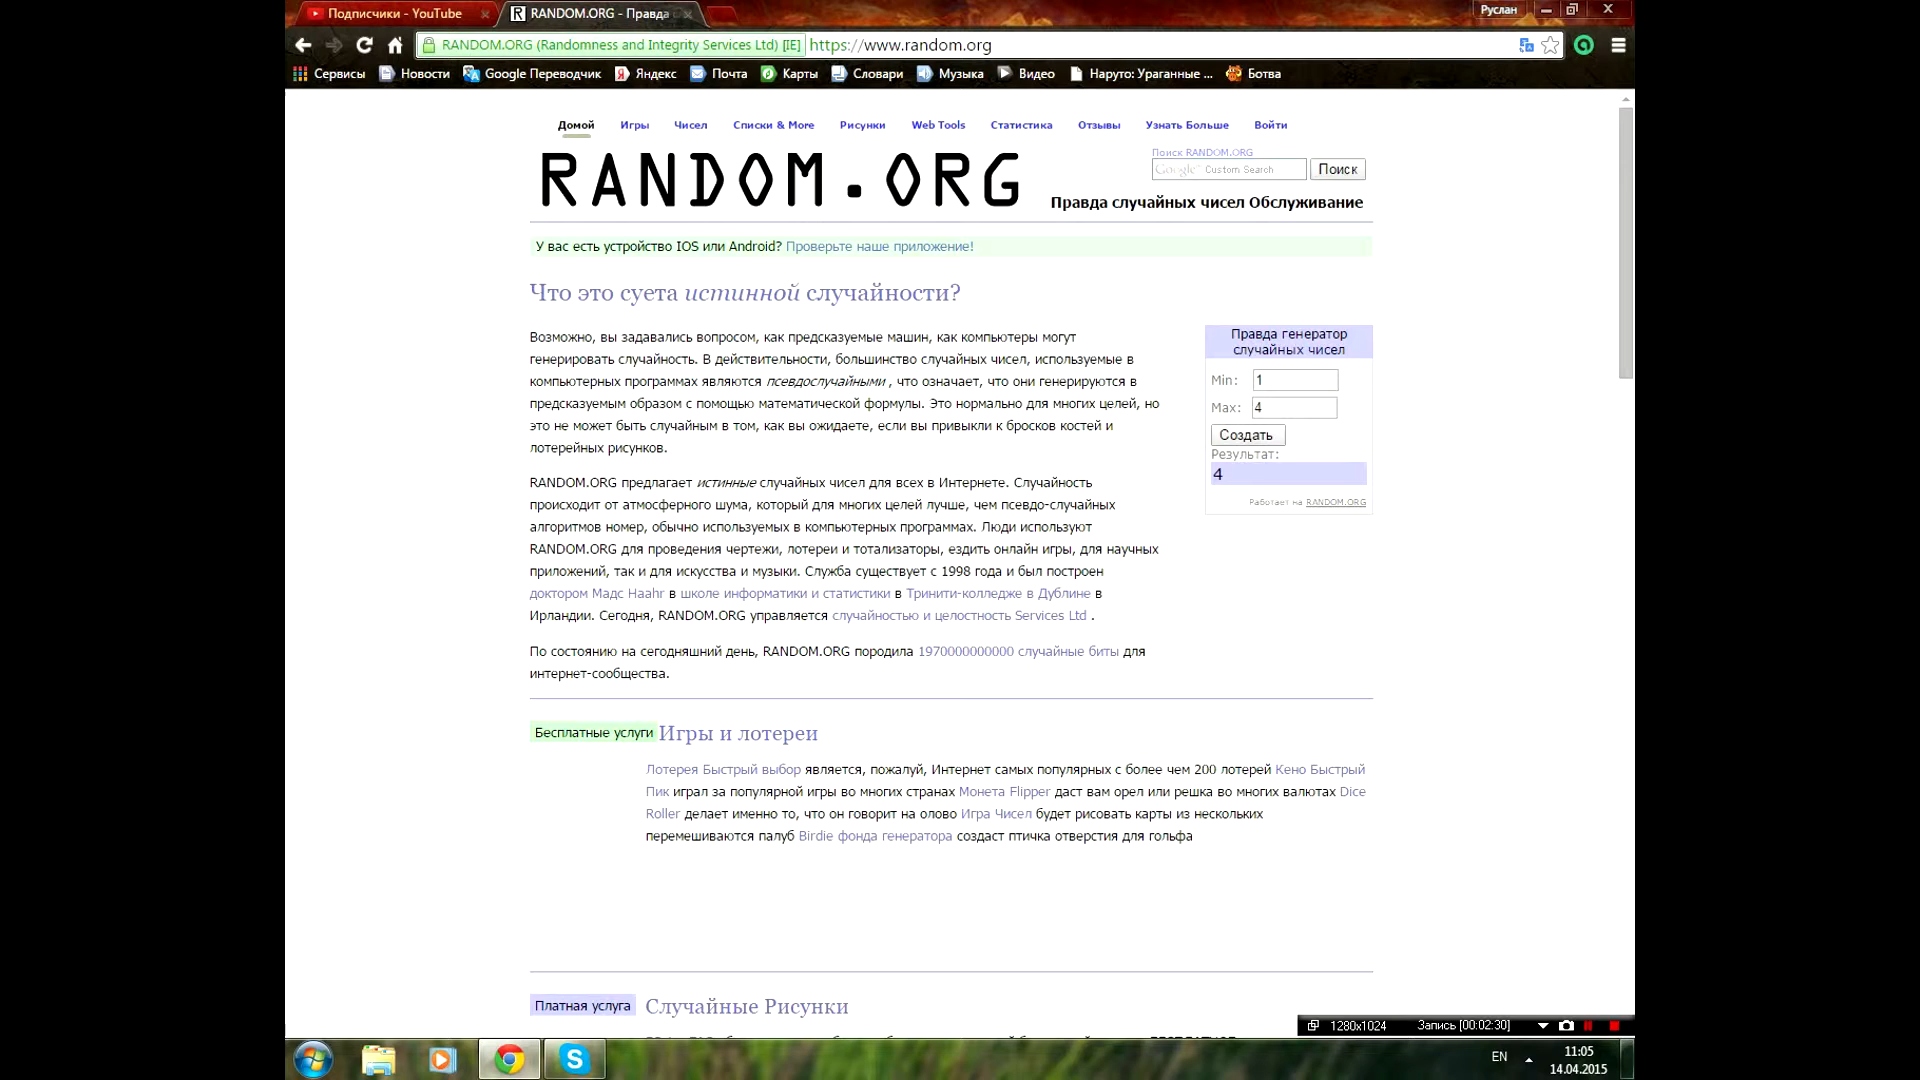 Подписчики - YouTube
RANDOM.ORG - Правда
Руслан
RANDOM.ORG (Randomness and Integrity Services Ltd) [IE] https://www.random.org
Сервисы Новости Google Переводчик Яндекс Почта Карты Словари Музыка Видео Наруто: Ураганные ... Ботва
Домой Игры Чисел Списки & More Рисунки Web Tools Статистика Отзывы Узнать Больше Войти
RANDOM.ORG
Поиск RANDOM.ORG
Google Custom Search Поиск
Правда случайных чисел Обслуживание
У вас есть устройство IOS или Android? Проверьте наше приложение!
Что это суета истинной случайности?
Возможно, вы задавались вопросом, как предсказуемые машин, как компьютеры могут
генерировать случайность. В действительности, большинство случайных чисел, используемые в
компьютерных программах являются псевдослучайными , что означает, что они генерируются в
предсказуемым образом с помощью математической формулы. Это нормально для многих целей, но
это не может быть случайным в том, как вы ожидаете, если вы привыкли к бросков костей и
лотерейных рисунков.
RANDOM.ORG предлагает истинные случайных чисел для всех в Интернете. Случайность
происходит от атмосферного шума, который для многих целей лучше, чем псевдо-случайных
алгоритмов номер, обычно используемых в компьютерных программах. Люди используют
RANDOM.ORG для проведения чертежи, лотереи и тотализаторы, ездить онлайн игры, для научных
приложений, так и для искусства и музыки. Служба существует с 1998 года и был построен
доктором Мадс Haahr в школе информатики и статистики в Тринити-колледже в Дублине в
Ирландии. Сегодня, RANDOM.ORG управляется случайностью и целостность Services Ltd .
По состоянию на сегодняшний день, RANDOM.ORG породила 1970000000000 случайные биты для
интернет-сообщества.
Правда генератор
случайных чисел
Min: 1
Max: 4
Создать
Результат:
4
Работает на RANDOM.ORG
Бесплатные услуги Игры и лотереи
Лотерея Быстрый выбор является, пожалуй, Интернет самых популярных с более чем 200 лотерей Кено Быстрый
Пик играл за популярной игры во многих странах Монета Flipper даст вам орел или решка во многих валютах Dice
Roller делает именно то, что он говорит на олово Игра Чисел будет рисовать карты из нескольких
перемешиваются палуб Birdie фонда генератора создаст птичка отверстия для гольфа
Платная услуга Случайные Рисунки
1280x1024 Запись [00:02:30]
EN
11:05
14.04.2015